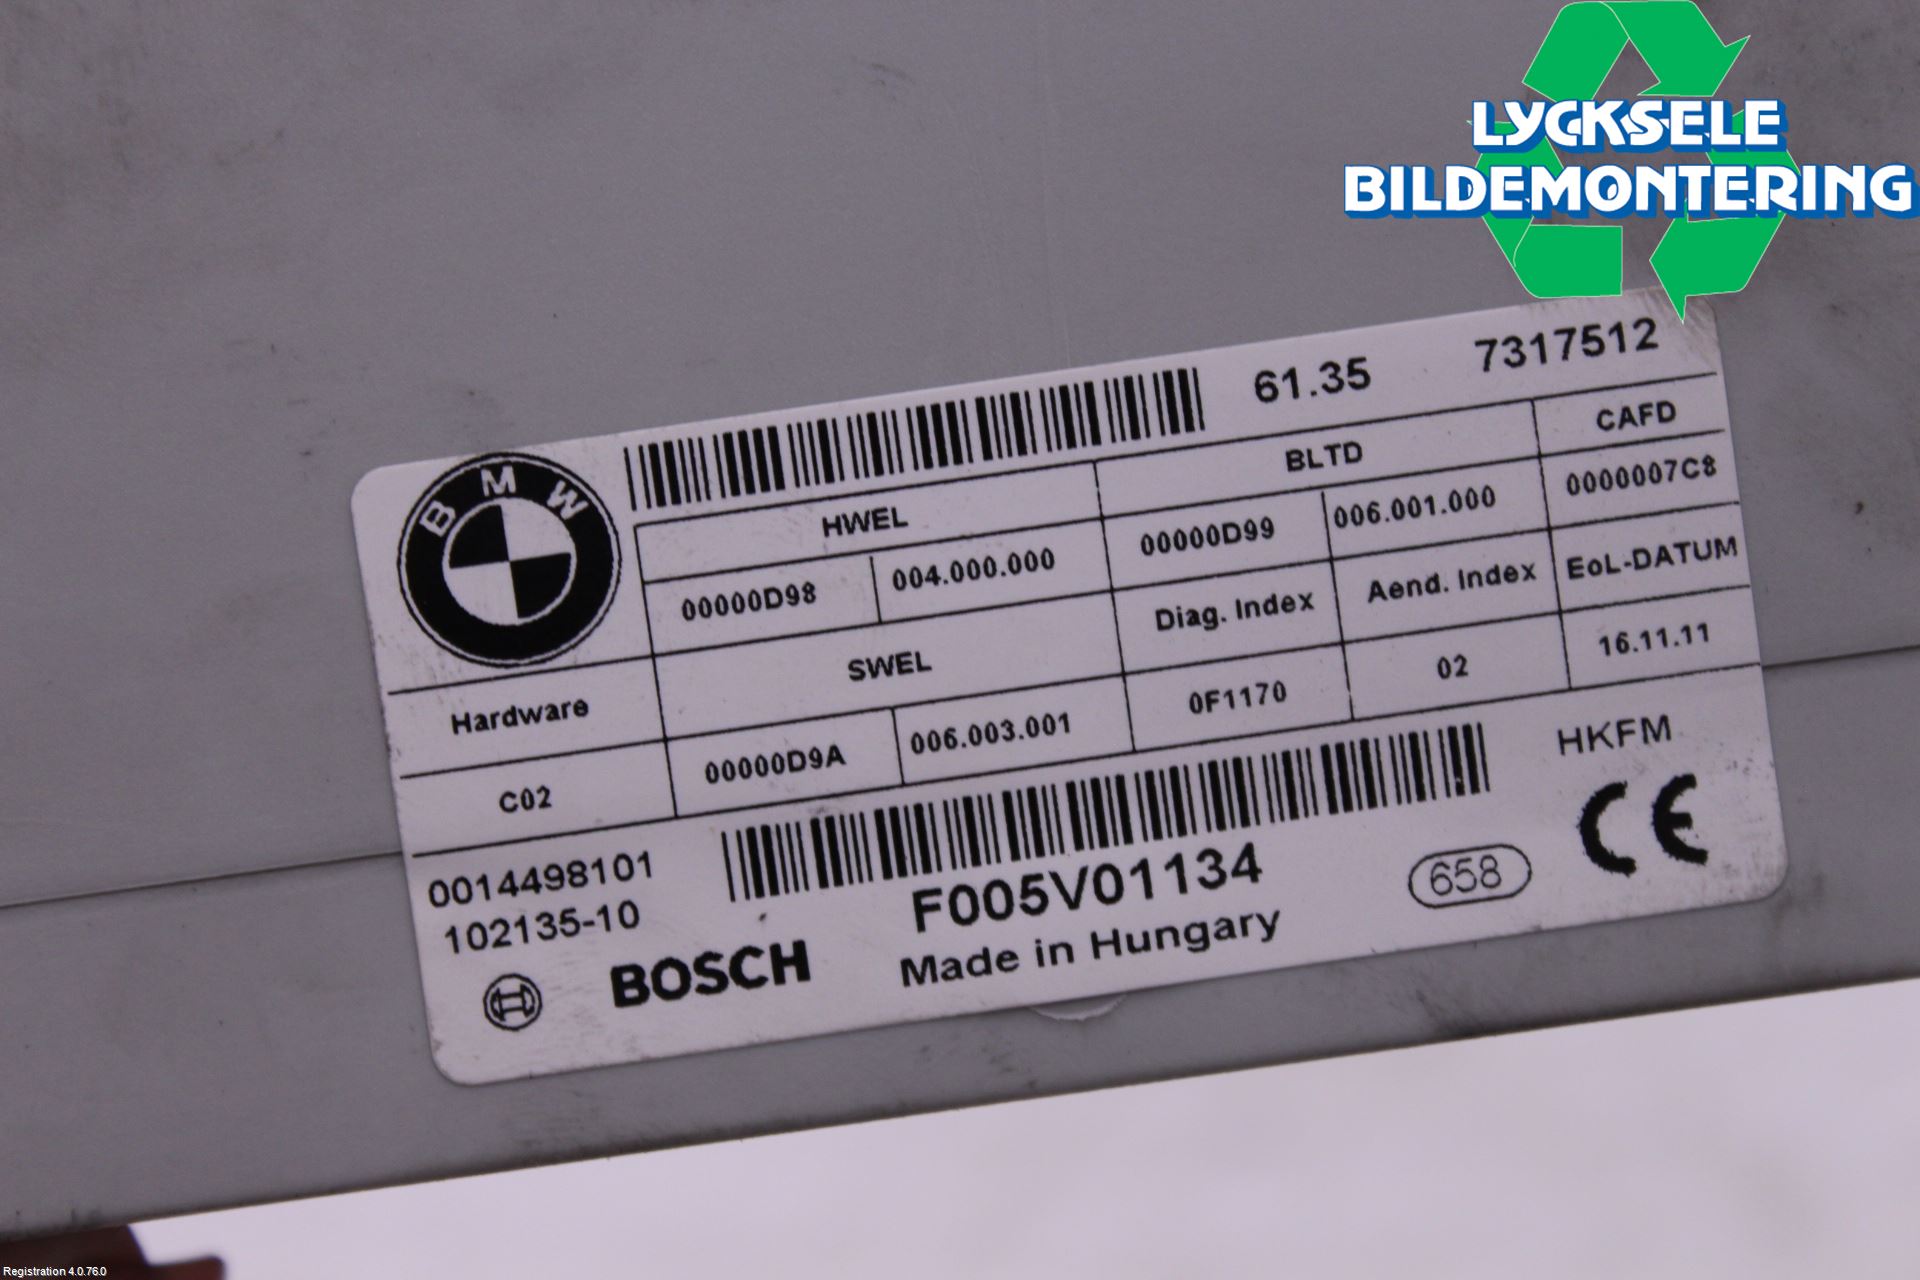 LYCKSELE
BILDEMONTERING
61.35 7317512
BMW
HWEL BLTD CAFD
00000D98 004.000.000 00000D99 006.001.000 0000007C8
Hardware SWEL Diag. Index Aend. Index EoL-DATUM
C02 00000D9A 006.003.001 0F1170 02 16.11.11
HKFM
0014498101
102135-10
F005V01134
658
CE
BOSCH
Made in Hungary
Registration 4.0.76.0